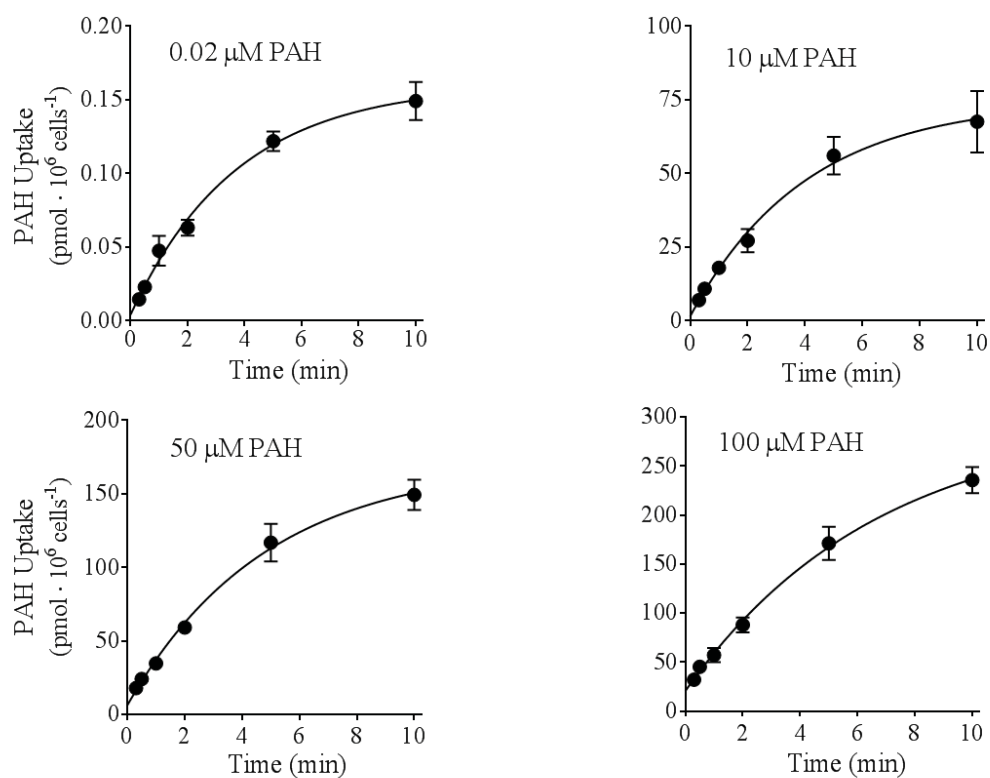 0.20
0.15
0.10
0.05
0.00
PAH Uptake
(pmol · 10⁶ cells⁻¹)
0.02 µM PAH
0 2 4 6 8 10
Time (min)
100
75
50
25
0
10 µM PAH
0 2 4 6 8 10
Time (min)
200
150
100
50
0
PAH Uptake
(pmol · 10⁶ cells⁻¹)
50 µM PAH
0 2 4 6 8 10
Time (min)
300
250
200
150
100
50
0
100 µM PAH
0 2 4 6 8 10
Time (min)